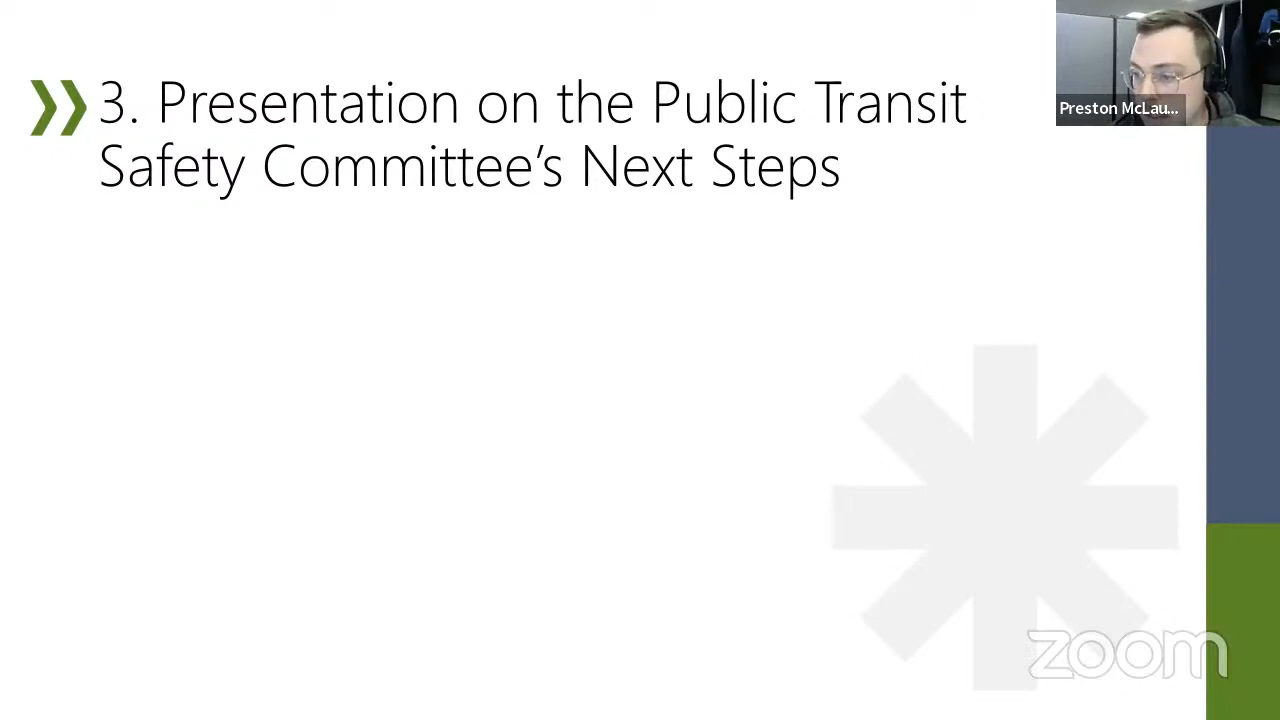 3. Presentation on the Public Transit
Safety Committee’s Next Steps
Preston McLau...
zoom